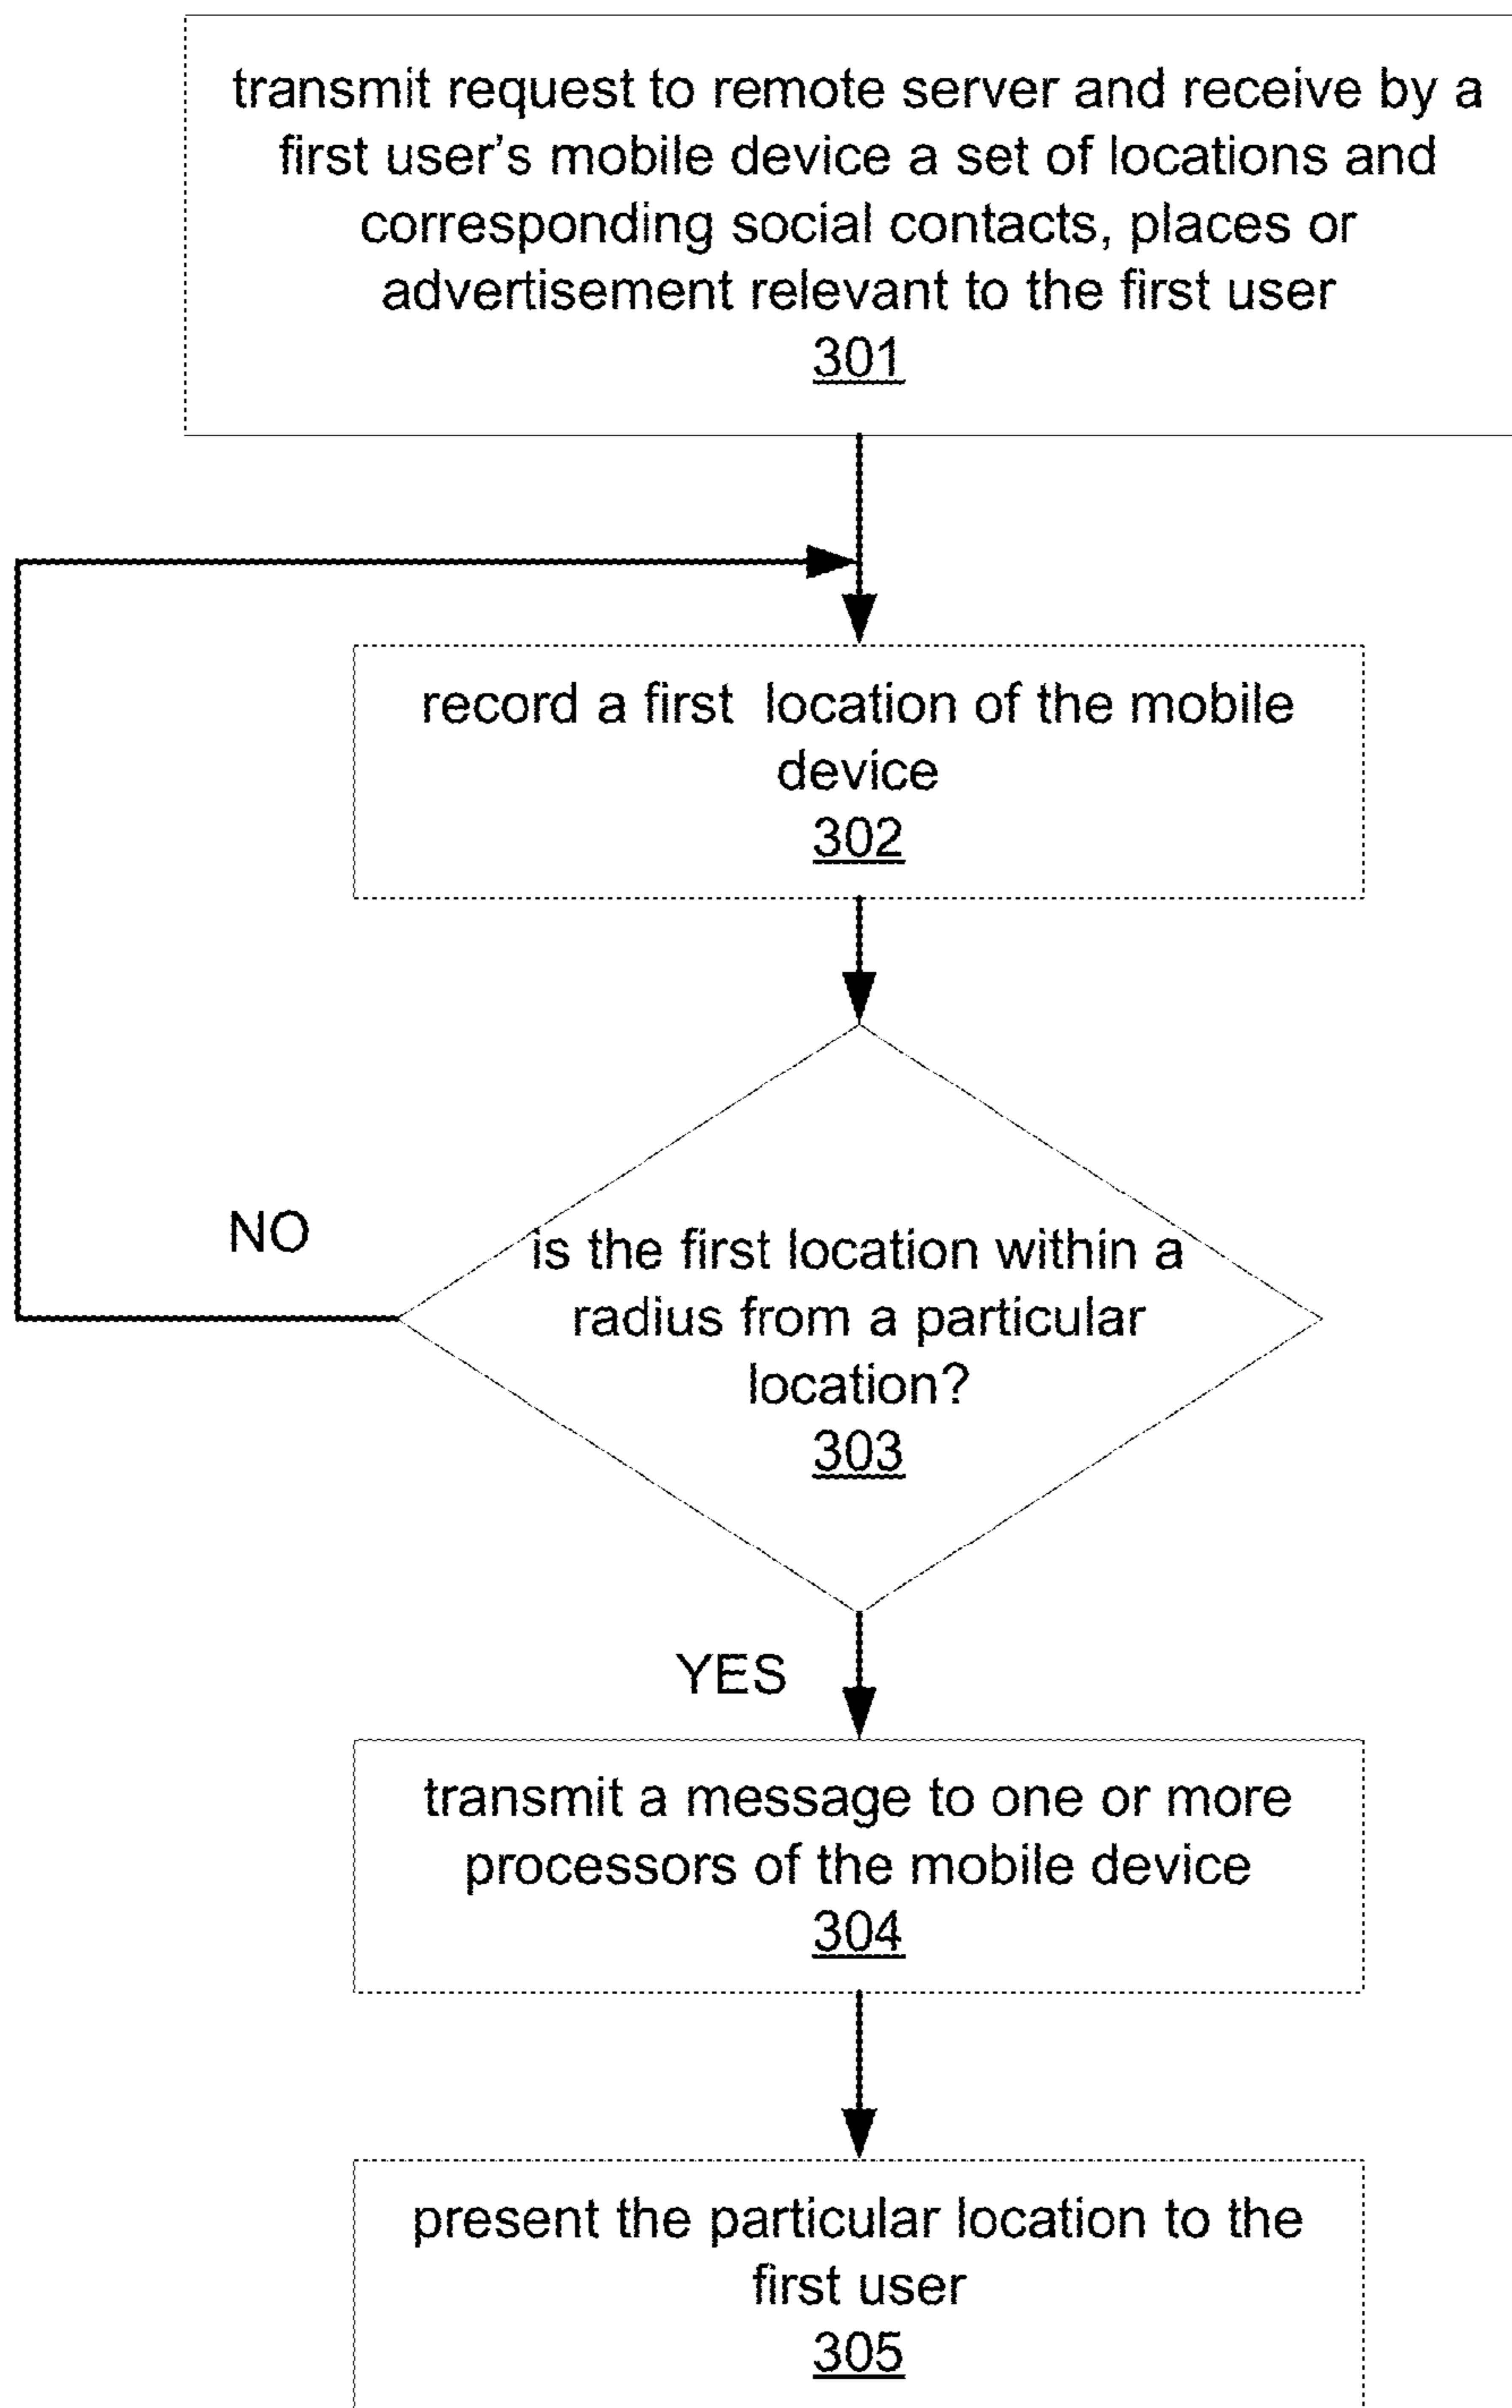 transmit request to remote server and receive by a
first user's mobile device a set of locations and
corresponding social contacts, places or
advertisement relevant to the first user
301
record a first location of the mobile
device
302
NO
is the first location within a
radius from a particular
location?
303
YES
transmit a message to one or more
processors of the mobile device
304
present the particular location to the
first user
305